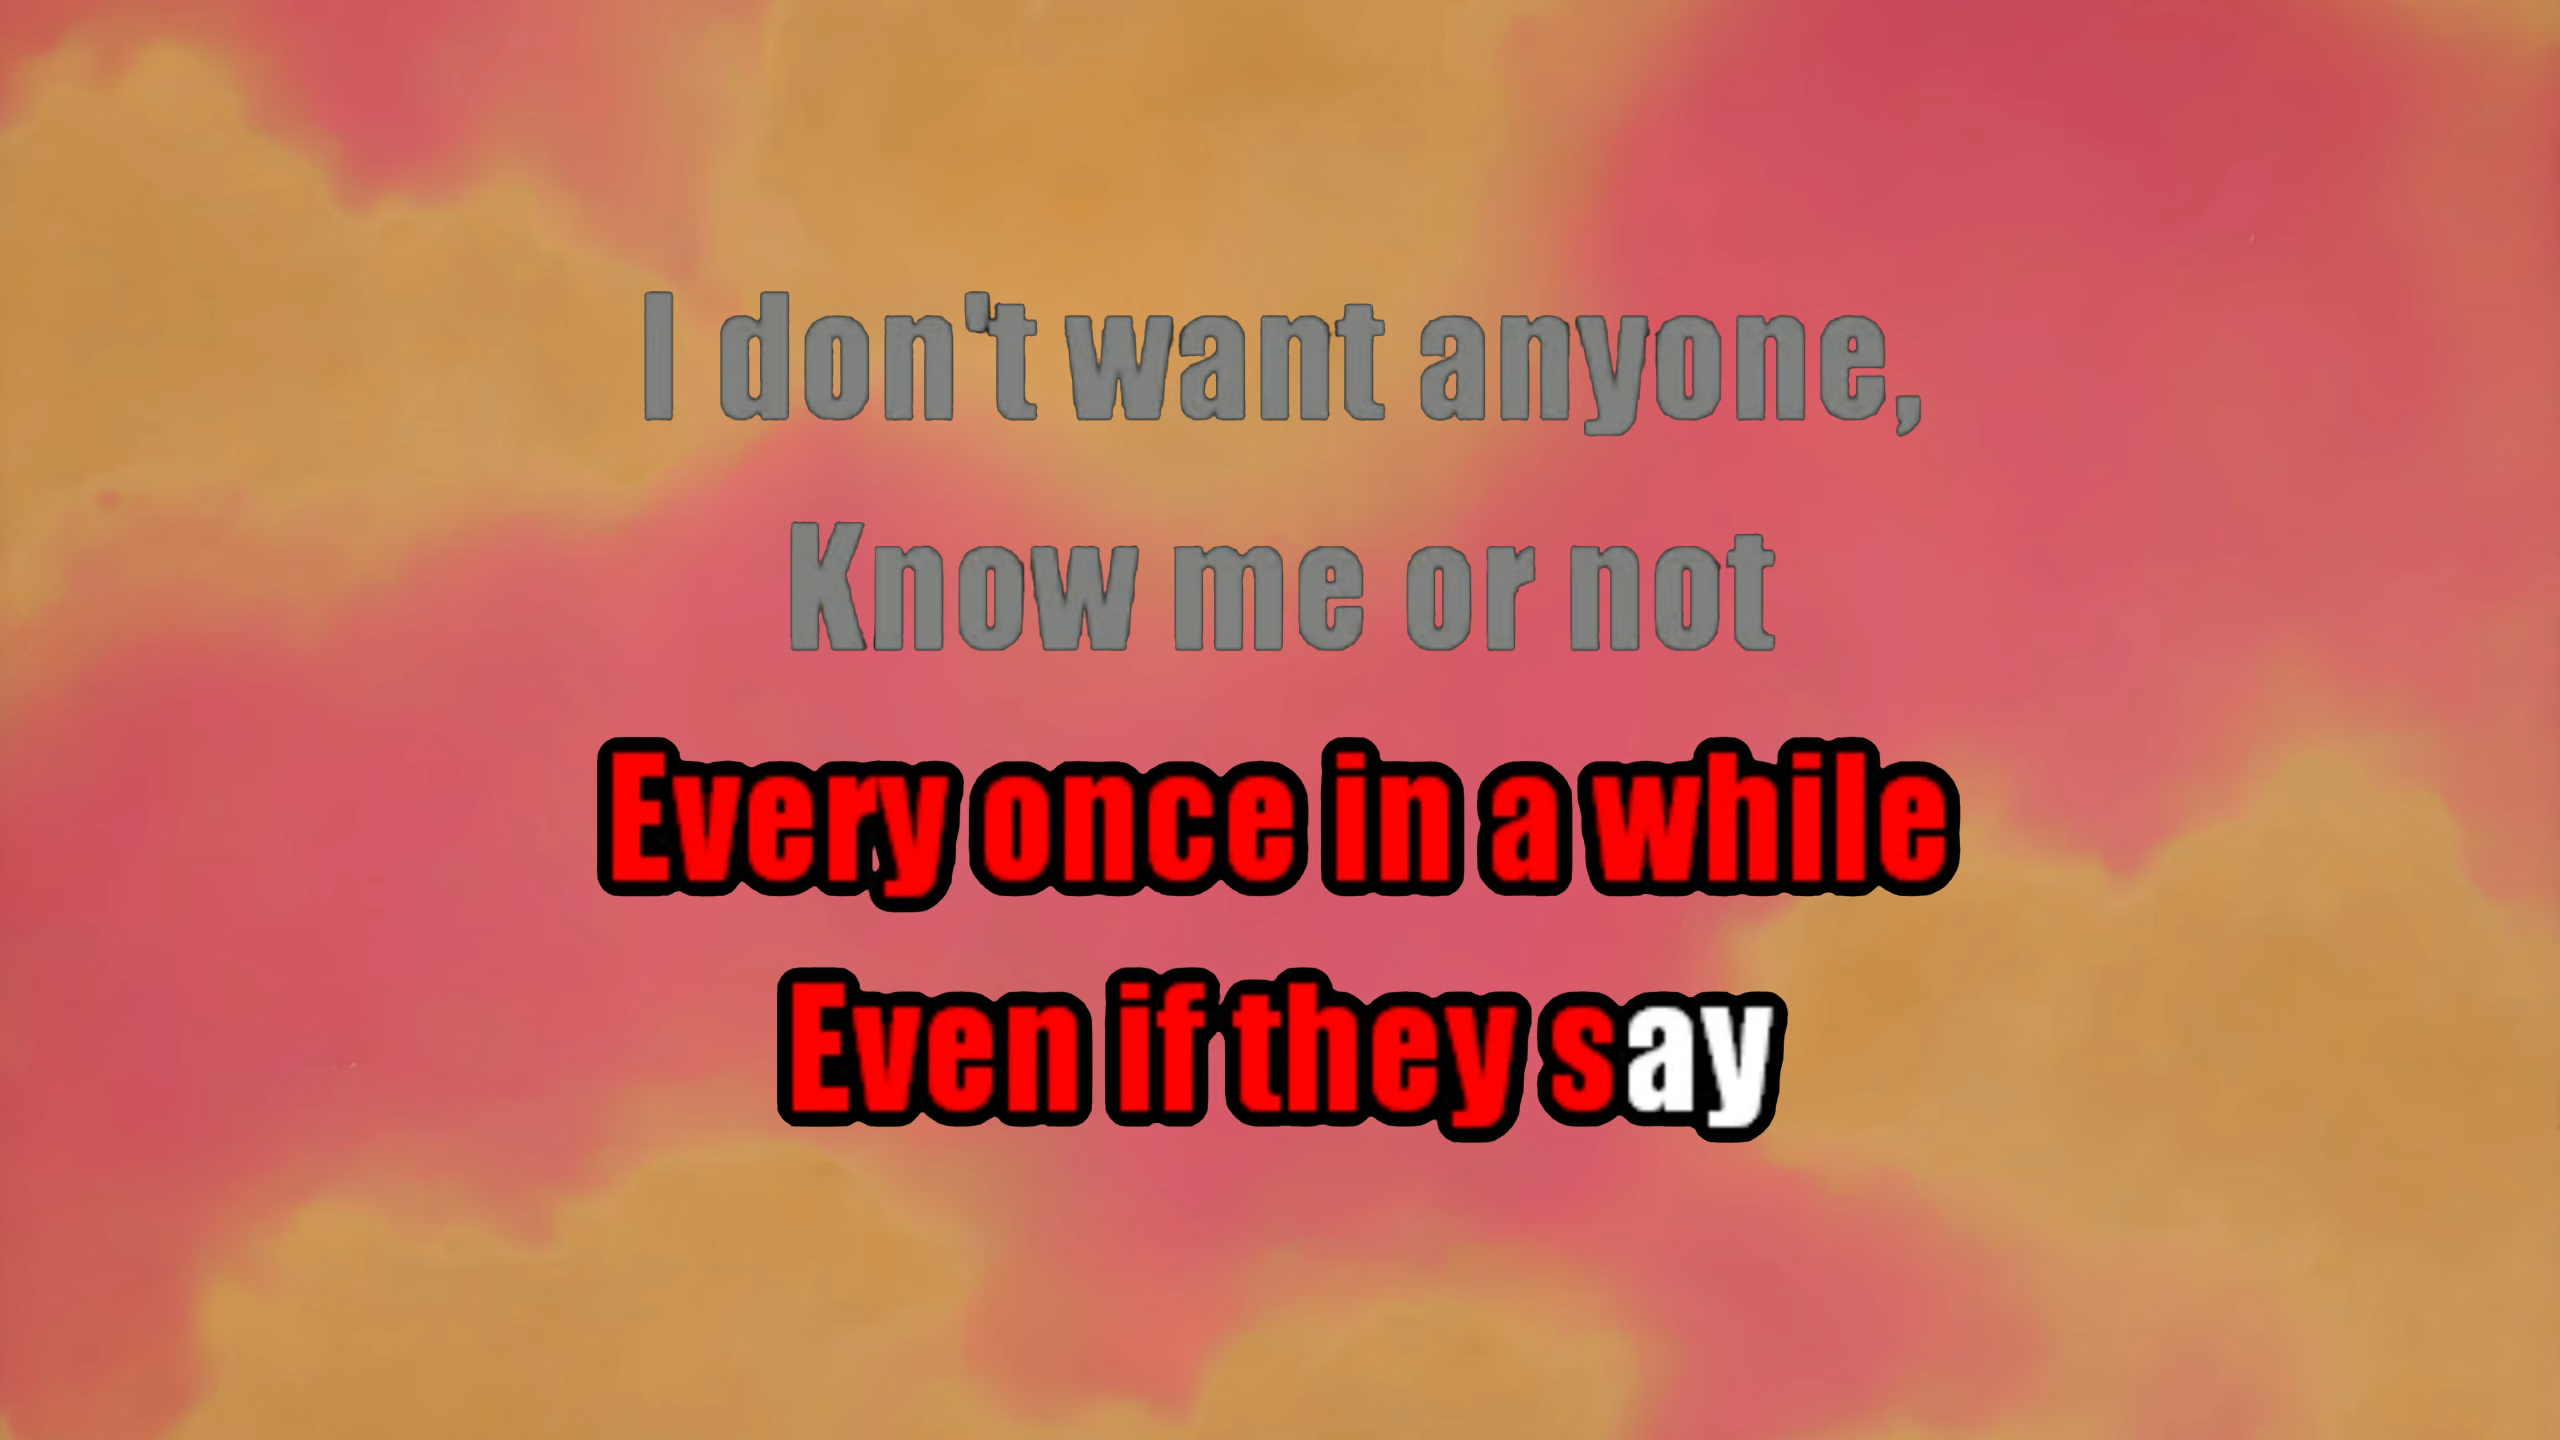 I don't want anyone,
Know me or not
Every once in a while
Even if they say